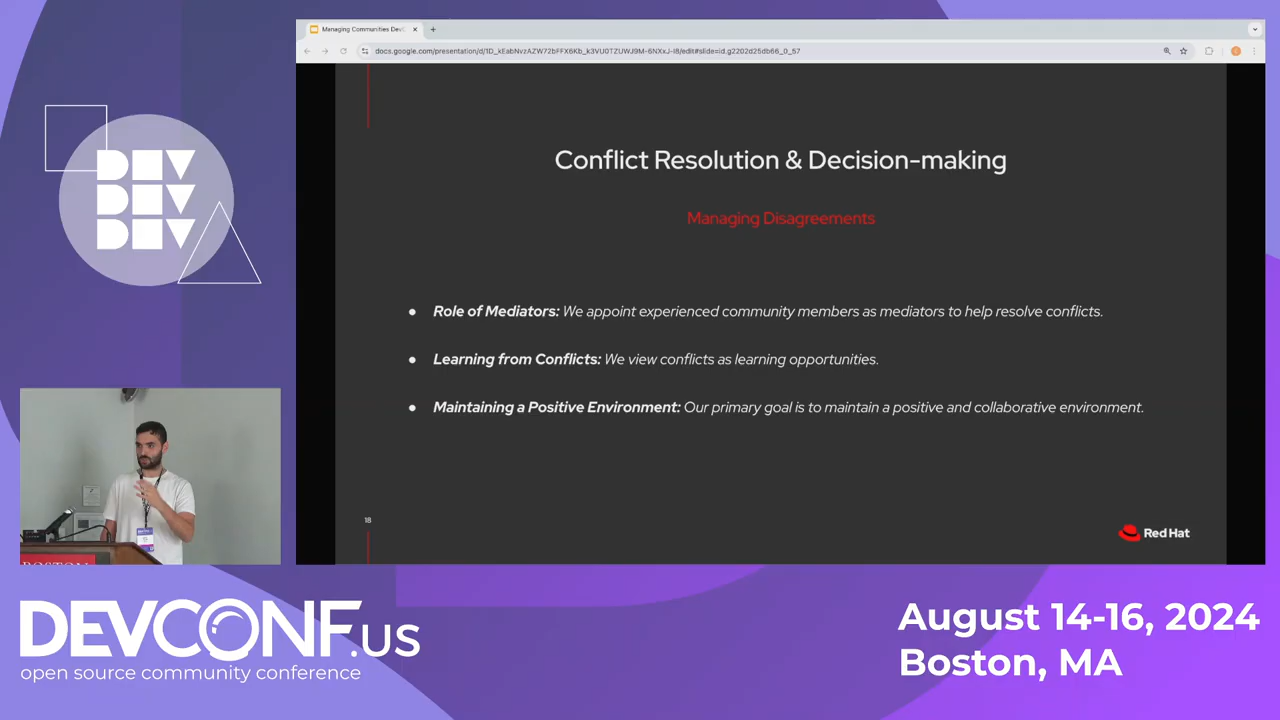 Managing Communities DevC
docs.google.com/presentation/d/1D_kEabNvzAZW72bFFX6Kb_k3VU0TZUWJ9M-6NXxJ-I8/edit#slide=id.g2202d25db66_0_57
DEV
DEV
DEV
Conflict Resolution & Decision-making
Managing Disagreements
● Role of Mediators: We appoint experienced community members as mediators to help resolve conflicts.
● Learning from Conflicts: We view conflicts as learning opportunities.
● Maintaining a Positive Environment: Our primary goal is to maintain a positive and collaborative environment.
18
Red Hat
BOSTON
DEVCONF.US
open source community conference
August 14-16, 2024
Boston, MA